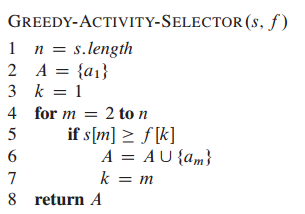 GREEDY-ACTIVITY-SELECTOR(s, f)
1 n = s.length
2 A = {a₁}
3 k = 1
4 for m = 2 to n
5 if s[m] ≥ f[k]
6 A = A ∪ {aₘ}
7 k = m
8 return A